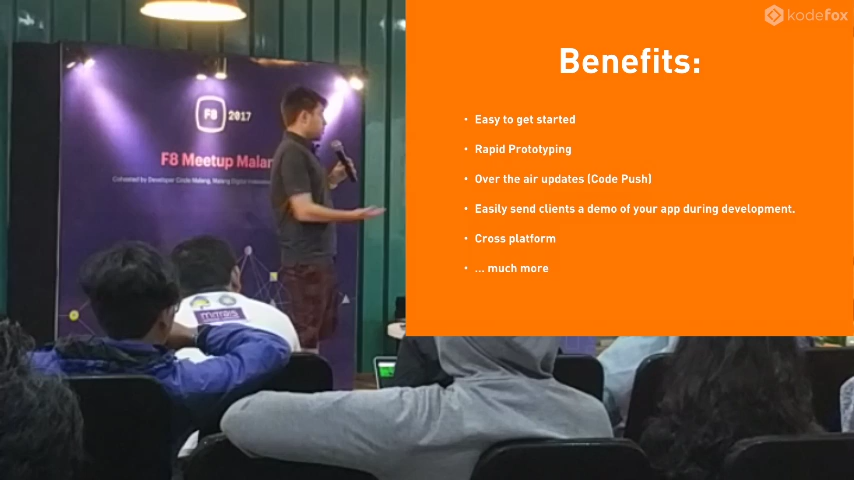 kodefox
Benefits:
• Easy to get started
• Rapid Prototyping
• Over the air updates (Code Push)
• Easily send clients a demo of your app during development.
• Cross platform
• ... much more
F8 2017
F8 Meetup Malan